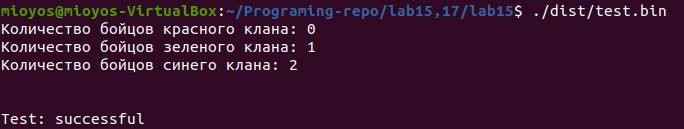 mioyos@mioyos-VirtualBox:~/Programing-repo/lab15,17/lab15$ ./dist/test.bin
Количество бойцов красного клана: 0
Количество бойцов зеленого клана: 1
Количество бойцов синего клана: 2
Test: successful